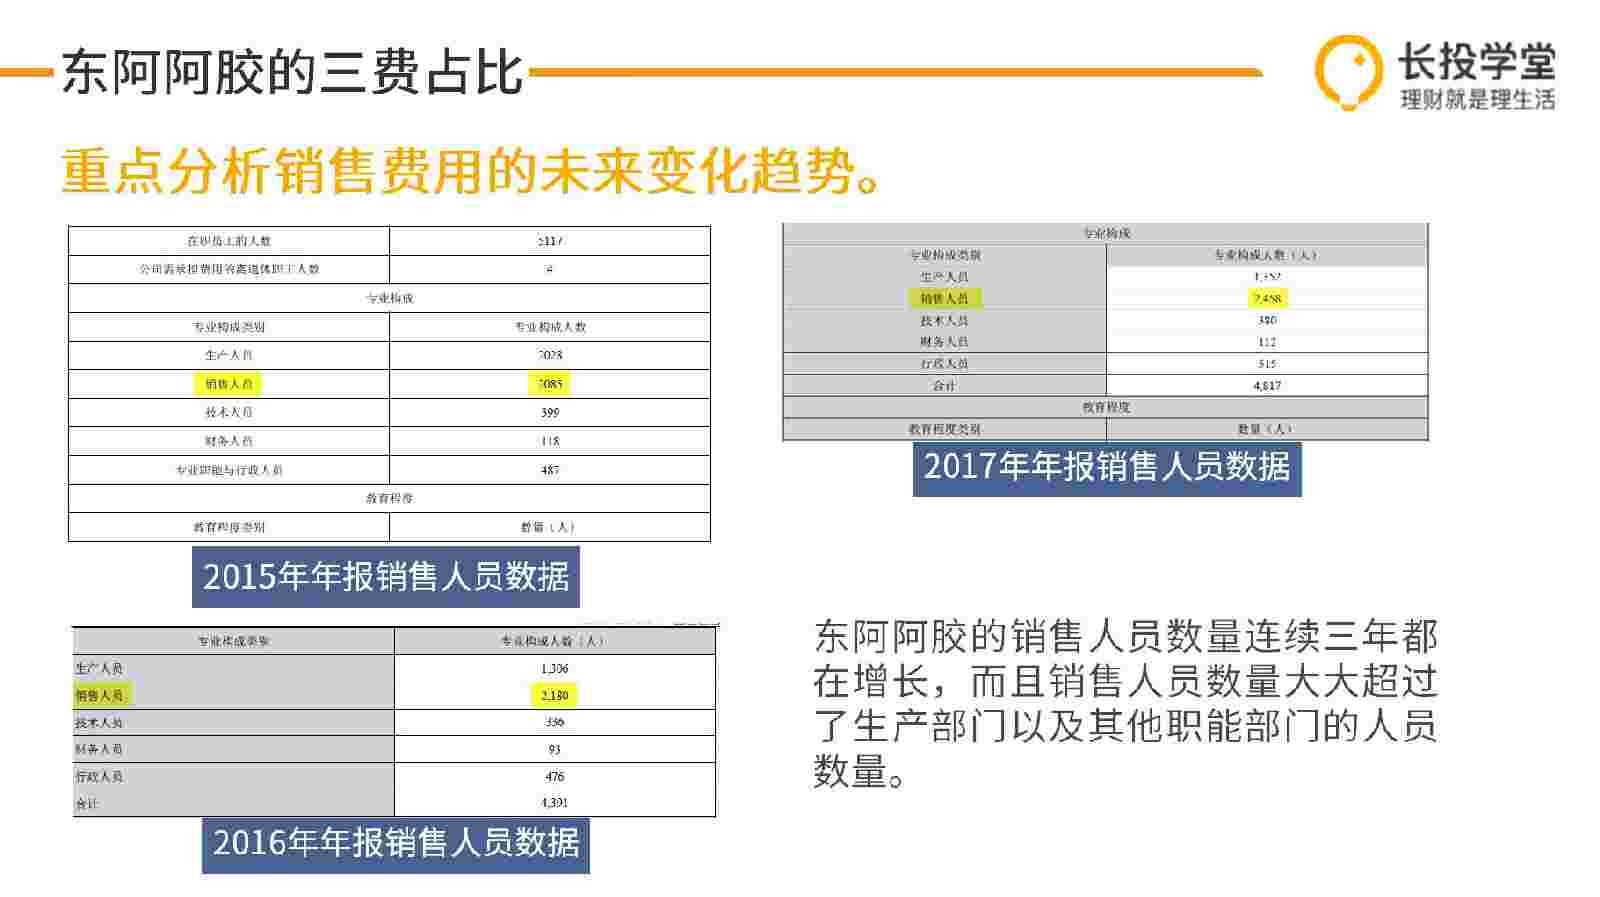 东阿阿胶的三费占比
长投学堂
理财就是理生活
重点分析销售费用的未来变化趋势。
在职员工的人数 5117
公司需承担费用的离退休职工人数 4
专业构成
专业构成类别 专业构成人数
生产人员 2028
销售人员 2085
技术人员 399
财务人员 118
专业职能与行政人员 487
教育程度
教育程度类别 数量（人）
2015年年报销售人员数据
专业构成类别 专业构成人数（人）
生产人员 1,306
销售人员 2,180
技术人员 336
财务人员 93
行政人员 476
合计 4,391
2016年年报销售人员数据
专业构成
专业构成类别 专业构成人数（人）
生产人员 1,352
销售人员 2,458
技术人员 380
财务人员 112
行政人员 515
合计 4,817
教育程度
教育程度类别 数量（人）
2017年年报销售人员数据
东阿阿胶的销售人员数量连续三年都
在增长，而且销售人员数量大大超过
了生产部门以及其他职能部门的人员
数量。